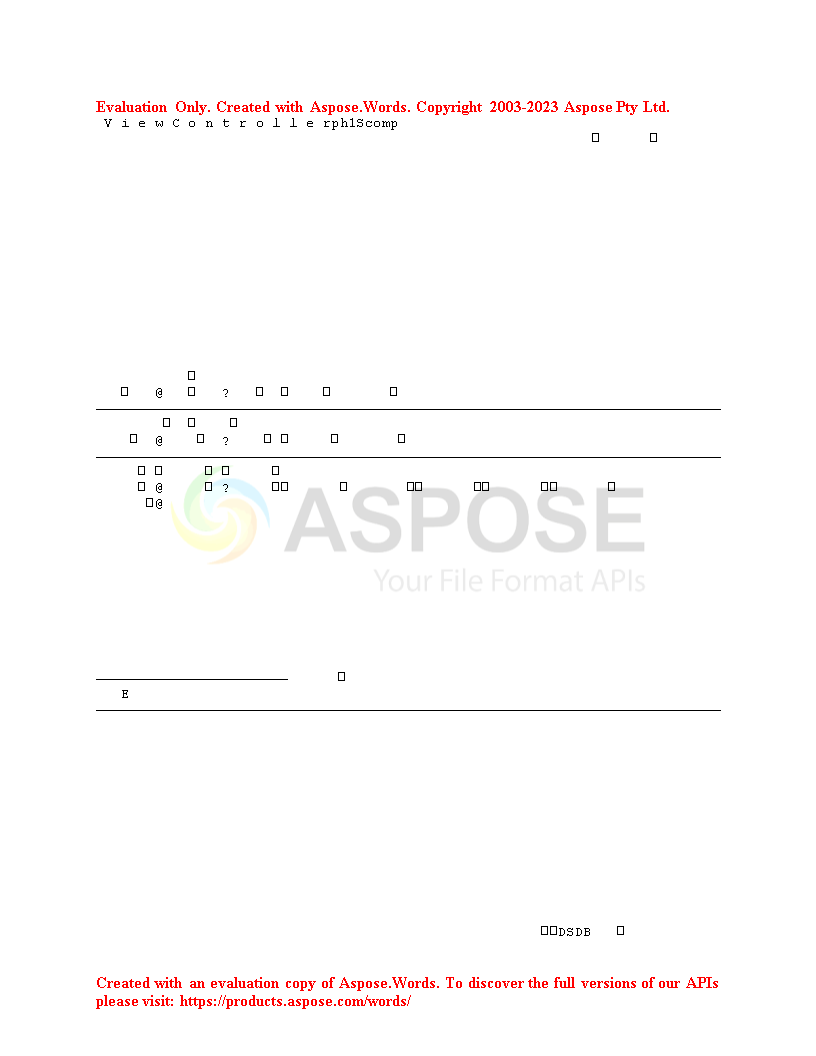 Evaluation Only. Created with Aspose.Words. Copyright 2003-2023 Aspose Pty Ltd.
V i e w C o n t r o l l e rph1Scomp
□ □
□
□ @ □ ? □ □ □ □
□ □ □
□ @ □ ? □ □ □ □
□ □ □ □ □
□ @ □ ? □□ □ □□ □□ □□ □
□@
ASPOSE
Your File Format APIs
□
E
□□DSDB □
Created with an evaluation copy of Aspose.Words. To discover the full versions of our APIs
please visit: https://products.aspose.com/words/